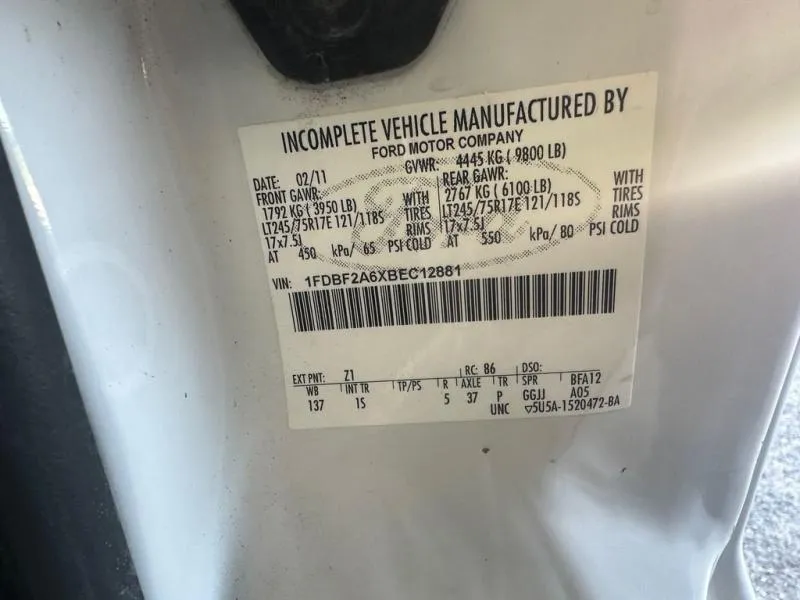 INCOMPLETE VEHICLE MANUFACTURED BY
FORD MOTOR COMPANY
DATE: 02/11 GVWR: 4445 KG ( 9800 LB)
FRONT GAWR: REAR GAWR:
1792 KG ( 3950 LB) WITH 2767 KG ( 6100 LB) WITH
LT245/75R17E 121/118S TIRES LT245/75R17E 121/118S TIRES
17x7.5J RIMS 17x7.5J RIMS
AT 450 kPa/ 65 PSI COLD AT 550 kPa/ 80 PSI COLD
VIN: 1FDBF2A6XBEC12881
EXT PNT: Z1 RC: 86 DSO:
WB INT TR TP/PS R AXLE TR SPR BFA12
137 1S 5 37 P GGJJ A05
UNC ▽5U5A-1520472-BA